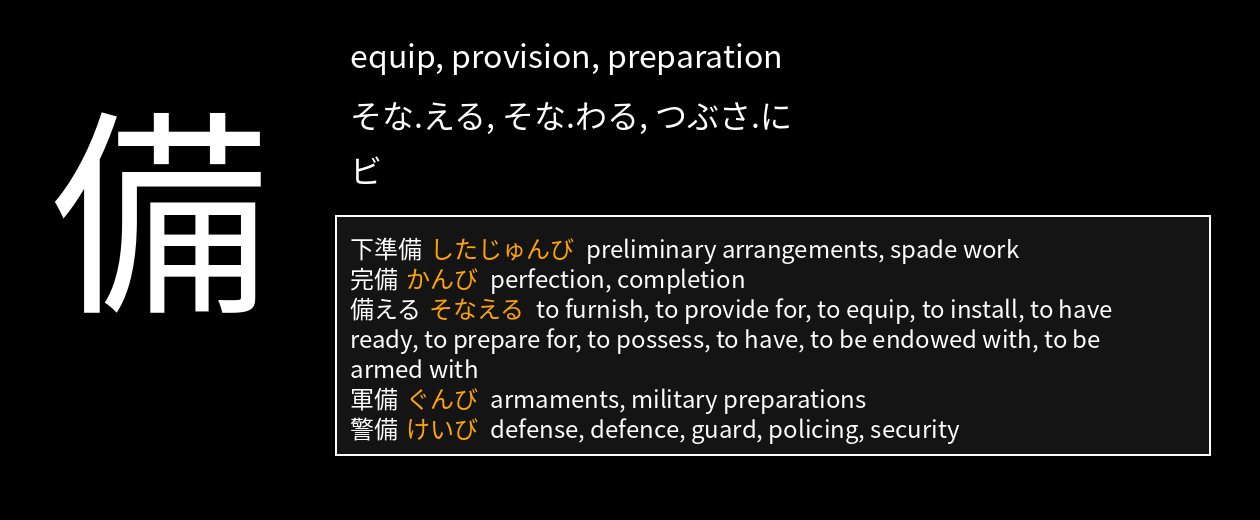 備
equip, provision, preparation
そな.える, そな.わる, つぶさ.に
ビ
下準備 したじゅんび preliminary arrangements, spade work
完備 かんび perfection, completion
備える そなえる to furnish, to provide for, to equip, to install, to have
ready, to prepare for, to possess, to have, to be endowed with, to be
armed with
軍備 ぐんび armaments, military preparations
警備 けいび defense, defence, guard, policing, security